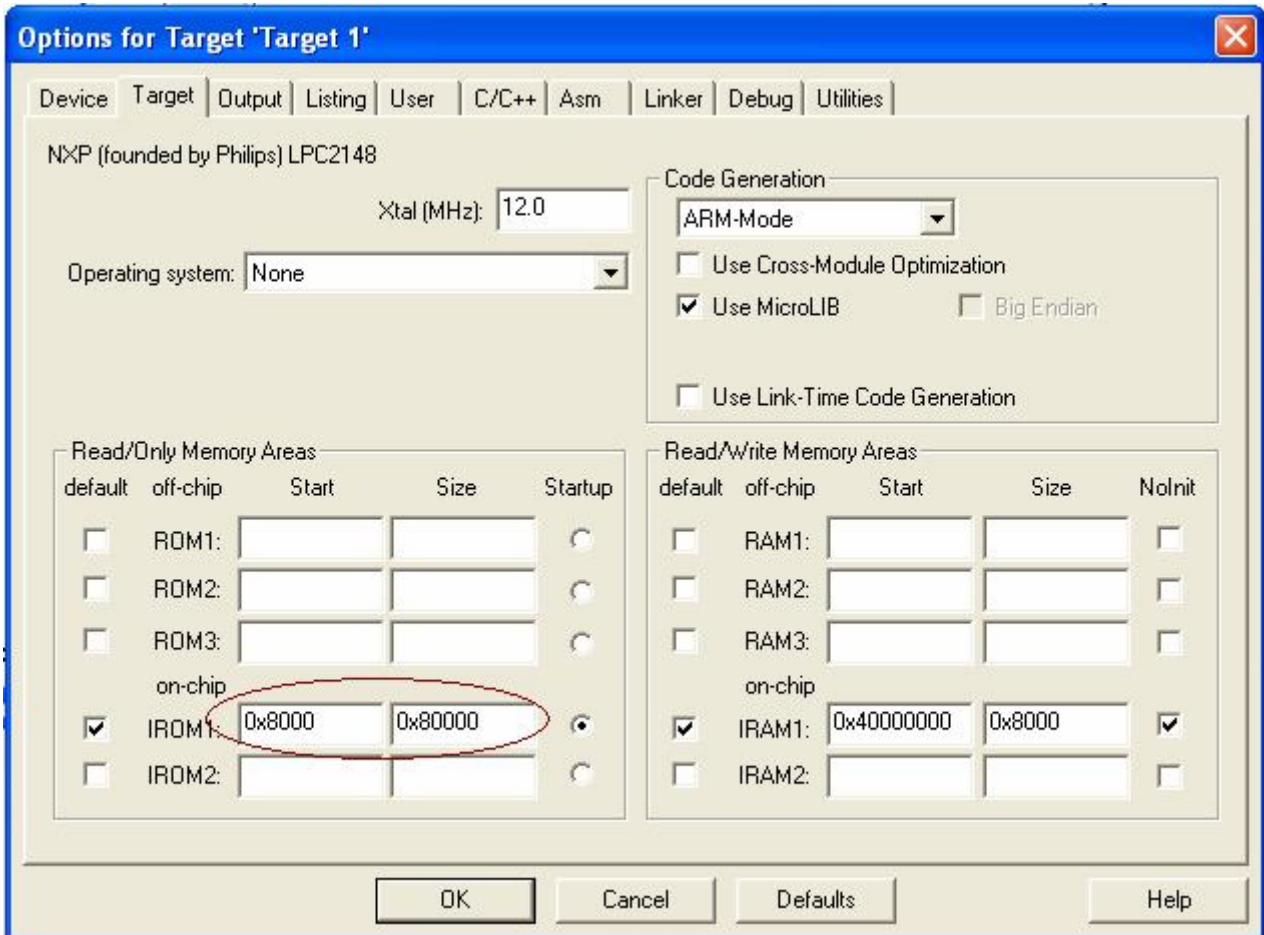 Options for Target 'Target 1'
Device Target Output Listing User C/C++ Asm Linker Debug Utilities
NXP (founded by Philips) LPC2148
Xtal (MHz): 12.0
Operating system: None
Code Generation
ARM-Mode
Use Cross-Module Optimization
Use MicroLIB Big Endian
Use Link-Time Code Generation
Read/Only Memory Areas
default off-chip Start Size Startup
ROM1:
ROM2:
ROM3:
on-chip
IROM1: 0x8000 0x80000
IROM2:
Read/Write Memory Areas
default off-chip Start Size NoInit
RAM1:
RAM2:
RAM3:
on-chip
IRAM1: 0x40000000 0x8000
IRAM2:
OK Cancel Defaults Help